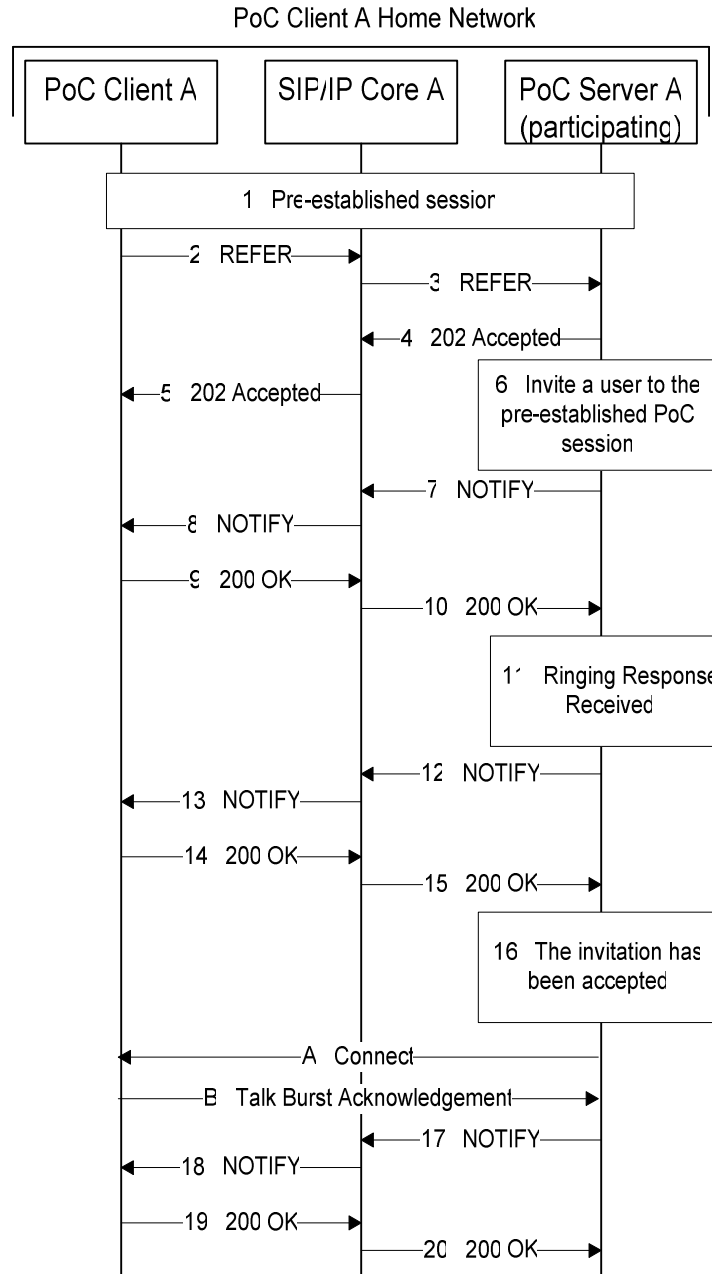 PoC Client A Home Network
PoC Client A
SIP/IP Core A
PoC Server A
(participating)
1 Pre-established session
2 REFER
3 REFER
4 202 Accepted
5 202 Accepted
6 Invite a user to the
pre-established PoC
session
7 NOTIFY
8 NOTIFY
9 200 OK
10 200 OK
11 Ringing Response
Received
12 NOTIFY
13 NOTIFY
14 200 OK
15 200 OK
16 The invitation has
been accepted
A Connect
B Talk Burst Acknowledgement
17 NOTIFY
18 NOTIFY
19 200 OK
20 200 OK